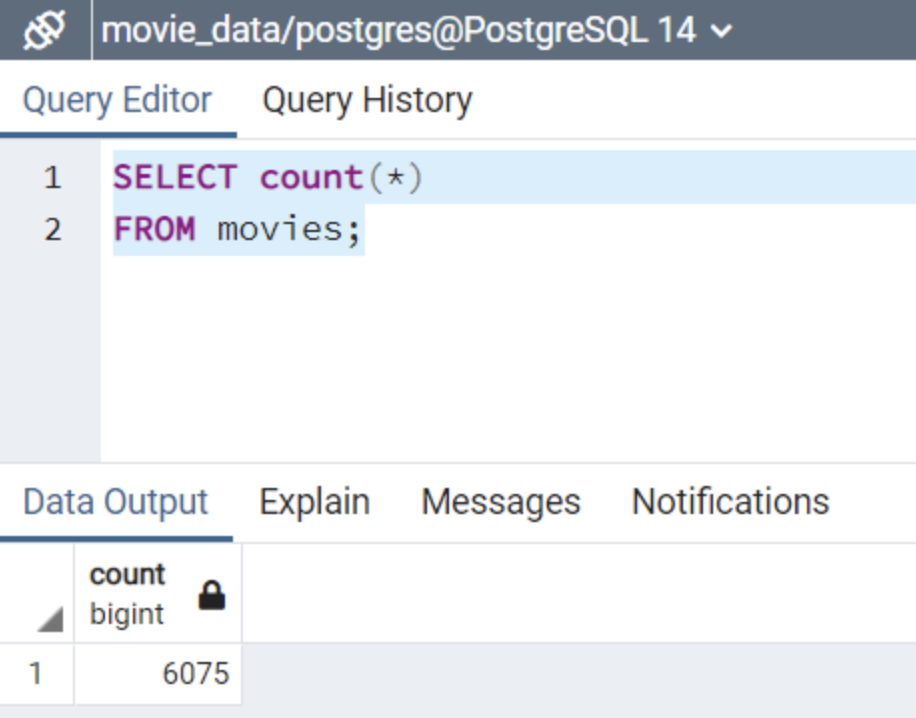 movie_data/postgres@PostgreSQL 14
Query Editor Query History
1 SELECT count(*)
2 FROM movies;
Data Output Explain Messages Notifications
count
bigint
1 6075